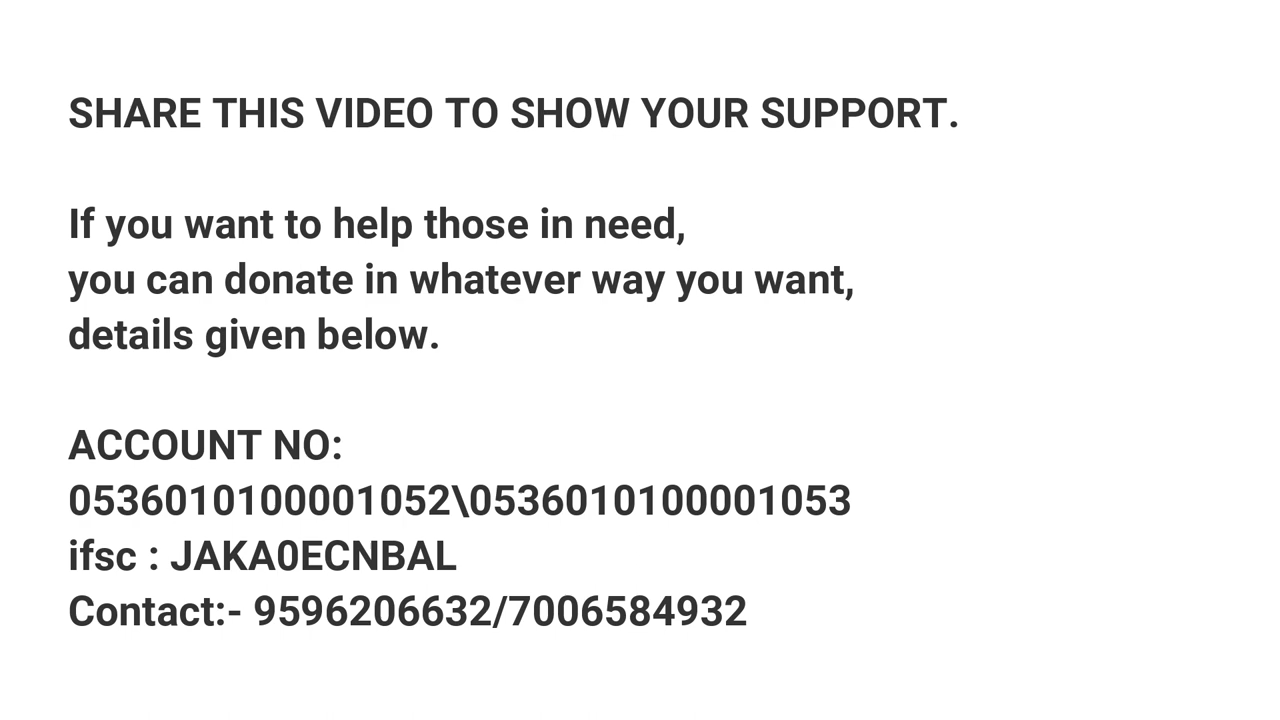 SHARE THIS VIDEO TO SHOW YOUR SUPPORT.
If you want to help those in need,
you can donate in whatever way you want,
details given below.
ACCOUNT NO:
0536010100001052\0536010100001053
ifsc : JAKA0ECNBAL
Contact:- 9596206632/7006584932